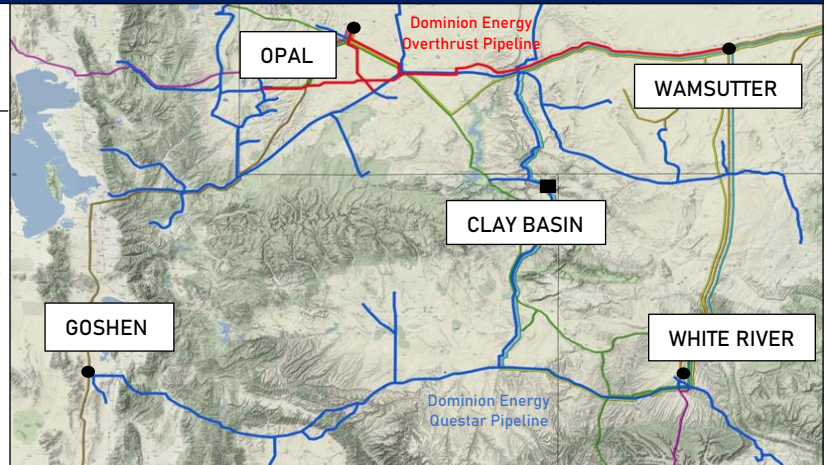 Dominion Energy
Overthrust Pipeline
OPAL
WAMSUTTER
CLAY BASIN
GOSHEN
WHITE RIVER
Dominion Energy
Questar Pipeline